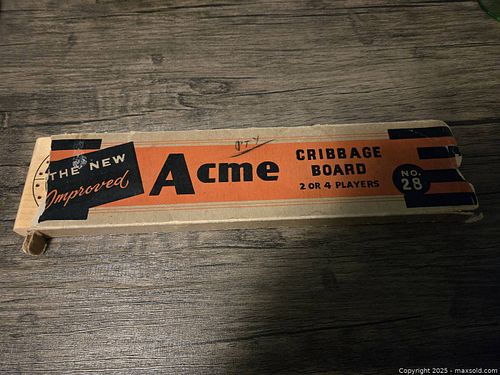 THE NEW
Improved
Acme
CRIBBAGE
BOARD
2 OR 4 PLAYERS
NO.
28
Copyright 2025 - maxsold.com